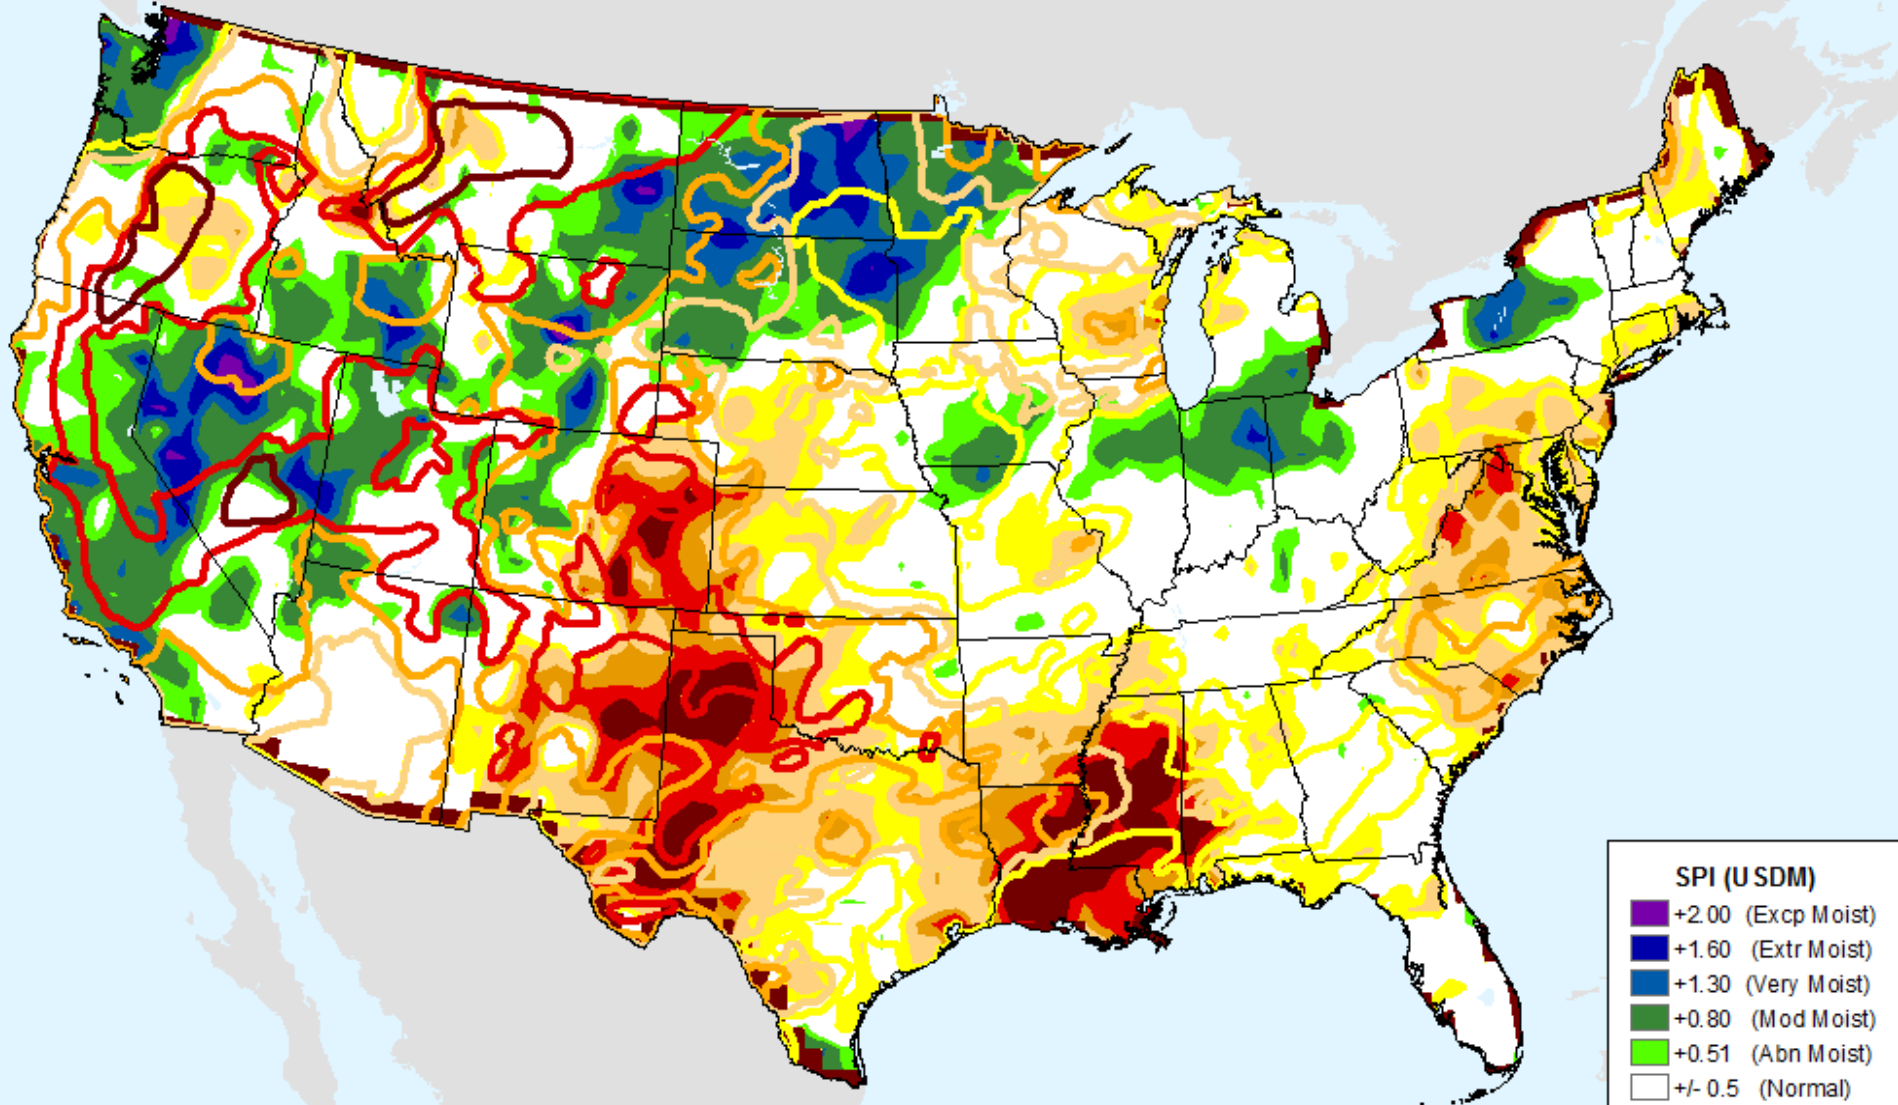 SPI (USDM)
+2.00 (Excp Moist)
+1.60 (Extr Moist)
+1.30 (Very Moist)
+0.80 (Mod Moist)
+0.51 (Abn Moist)
+/- 0.5 (Normal)